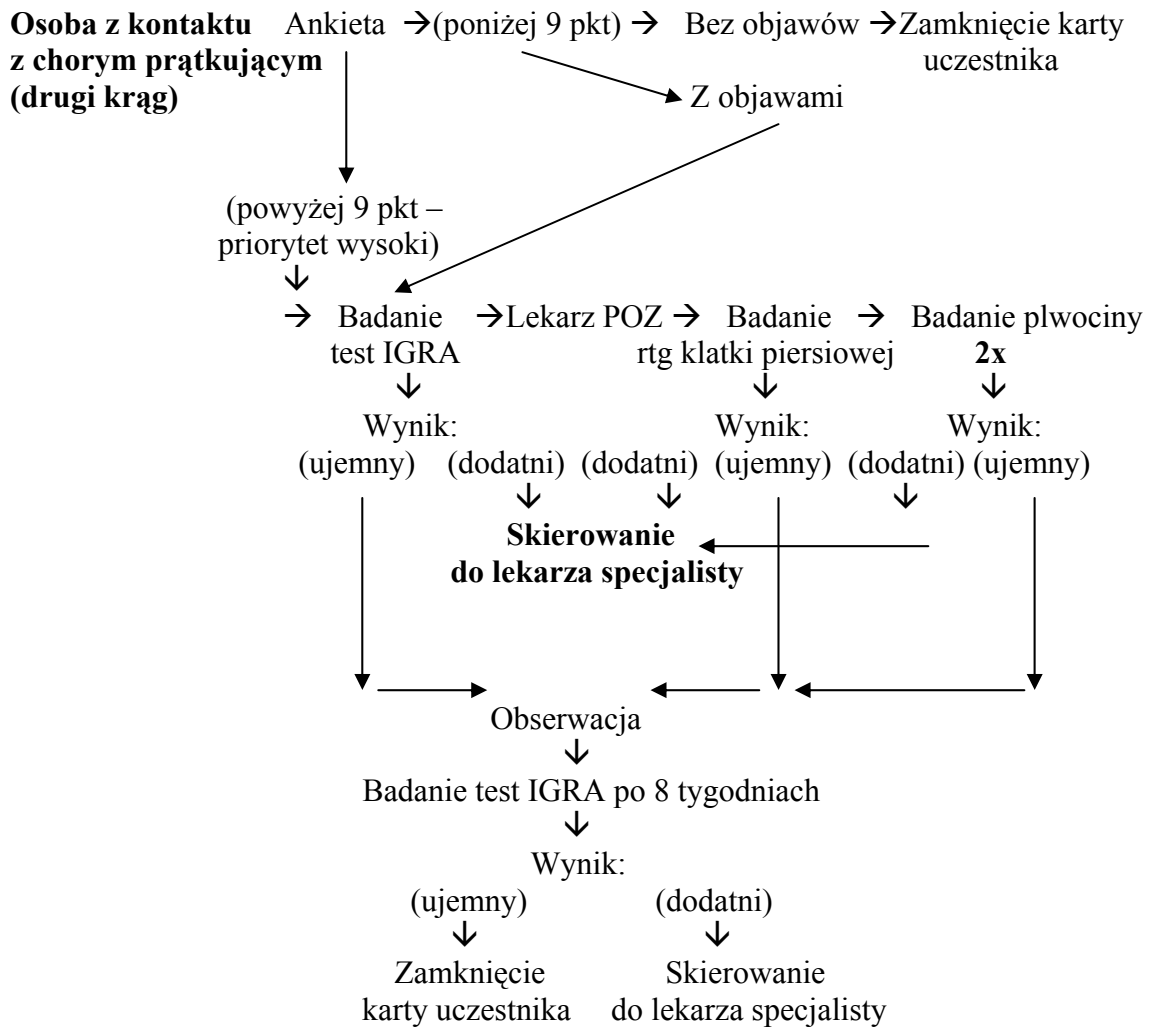 Osoba z kontaktu Ankieta →(poniżej 9 pkt) → Bez objawów →Zamknięcie karty
z chorym prątkującym uczestnika
(drugi krąg) Z objawami
(powyżej 9 pkt –
priorytet wysoki)
↓
→ Badanie →Lekarz POZ → Badanie → Badanie plwociny
test IGRA rtg klatki piersiowej 2x
↓ ↓ ↓
Wynik: Wynik: Wynik:
(ujemny) (dodatni) (dodatni) (ujemny) (dodatni) (ujemny)
↓ ↓ ↓
Skierowanie
do lekarza specjalisty
Obserwacja
↓
Badanie test IGRA po 8 tygodniach
↓
Wynik:
(ujemny) (dodatni)
↓ ↓
Zamknięcie Skierowanie
karty uczestnika do lekarza specjalisty